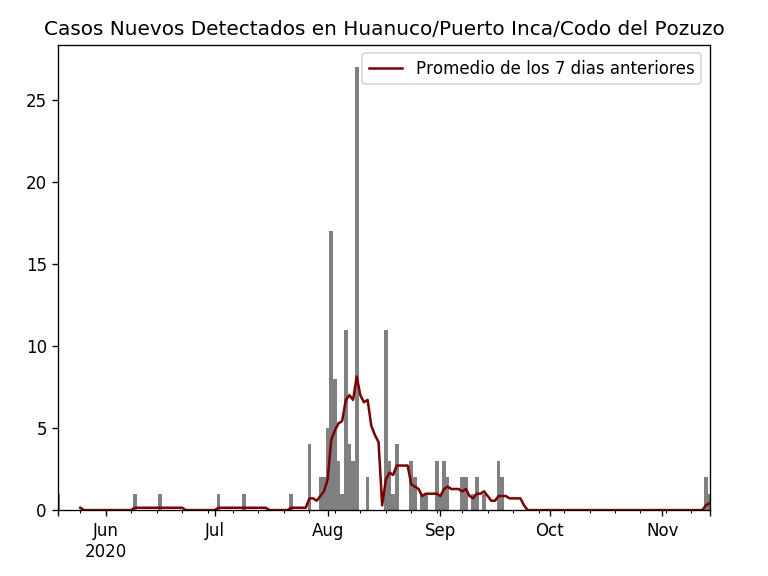 Casos Nuevos Detectados en Huanuco/Puerto Inca/Codo del Pozuzo
Promedio de los 7 dias anteriores
25
20
15
10
5
0
Jun Jul Aug Sep Oct Nov
2020